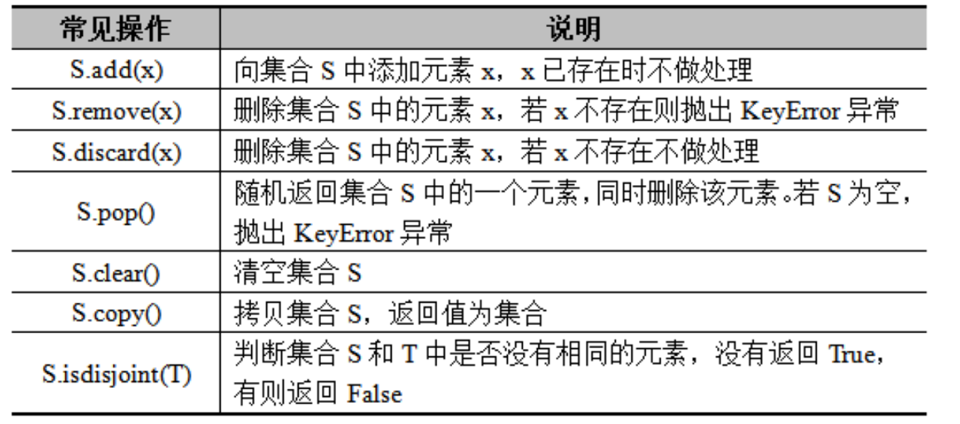 常见操作 说明
S.add(x) 向集合 S 中添加元素 x，x 已存在时不做处理
S.remove(x) 删除集合 S 中的元素 x，若 x 不存在则抛出 KeyError 异常
S.discard(x) 删除集合 S 中的元素 x，若 x 不存在不做处理
S.pop() 随机返回集合 S 中的一个元素，同时删除该元素。若 S 为空，
抛出 KeyError 异常
S.clear() 清空集合 S
S.copy() 拷贝集合 S，返回值为集合
S.isdisjoint(T) 判断集合 S 和 T 中是否没有相同的元素，没有返回 True，
有则返回 False